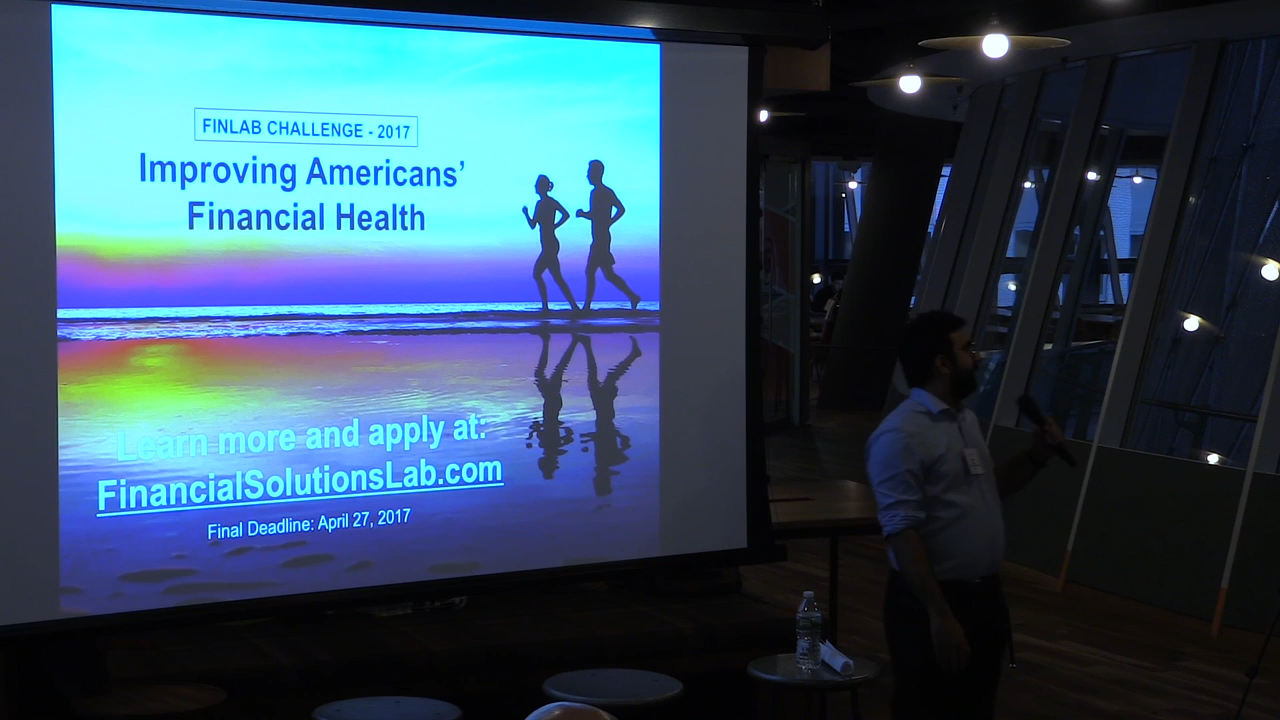 FINLAB CHALLENGE - 2017
Improving Americans'
Financial Health
Learn more and apply at:
FinancialSolutionsLab.com
Final Deadline: April 27, 2017